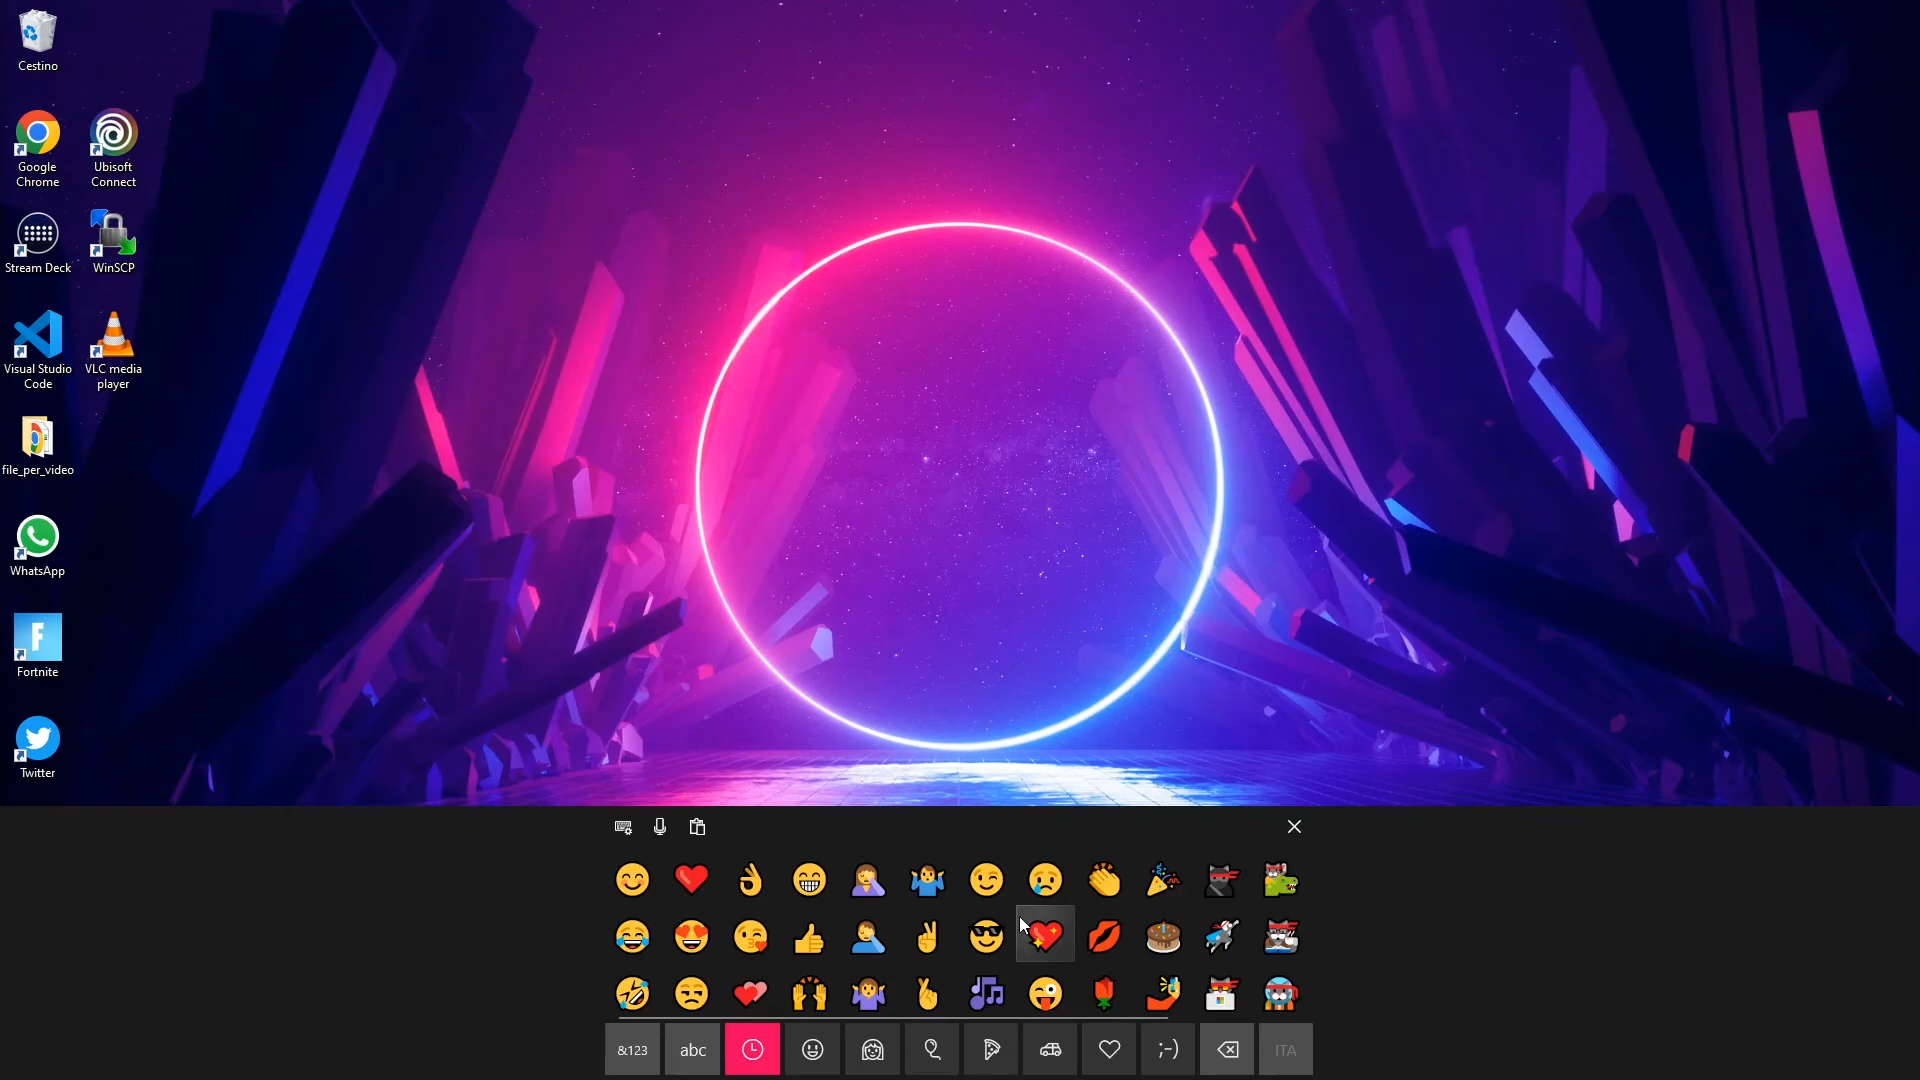 Cestino
Google
Chrome
Ubisoft
Connect
Stream Deck
WinSCP
Visual Studio
Code
VLC media
player
file_per_video
WhatsApp
F
Fortnite
Twitter
&123
abc
;-)
ITA